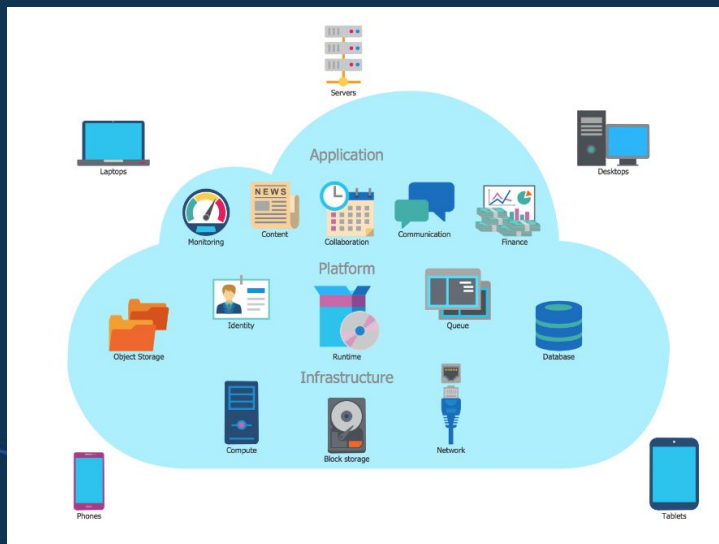 Servers
Laptops
Desktops
Application
NEWS
Monitoring
Content
Collaboration
Communication
Finance
Platform
Object Storage
Identity
Runtime
Queue
Database
Infrastructure
Compute
Block storage
Network
Phones
Tablets